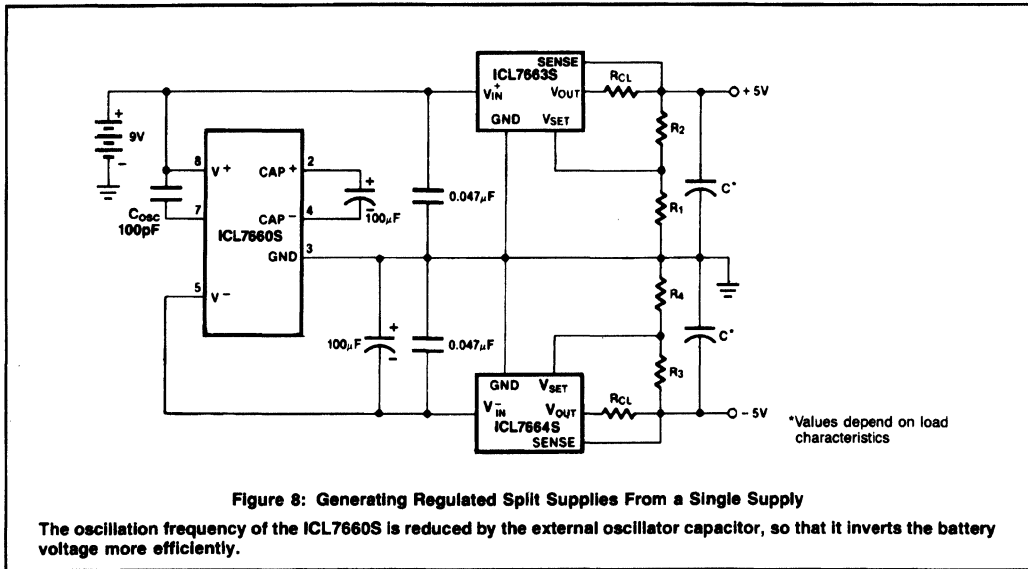 SENSE
ICL7663S
V+IN
VOUT
RCL
+ 5V
GND
VSET
R2
+
9V
-
8
V+
CAP+
2
+
-
100µF
0.047µF
C*
COSC
100pF
7
CAP-
4
R1
ICL7660S
GND
3
5
V-
R4
100µF
+
-
0.047µF
C*
R3
GND
VSET
V-IN
VOUT
RCL
- 5V
ICL7664S
SENSE
*Values depend on load
characteristics
Figure 8: Generating Regulated Split Supplies From a Single Supply
The oscillation frequency of the ICL7660S is reduced by the external oscillator capacitor, so that it inverts the battery
voltage more efficiently.